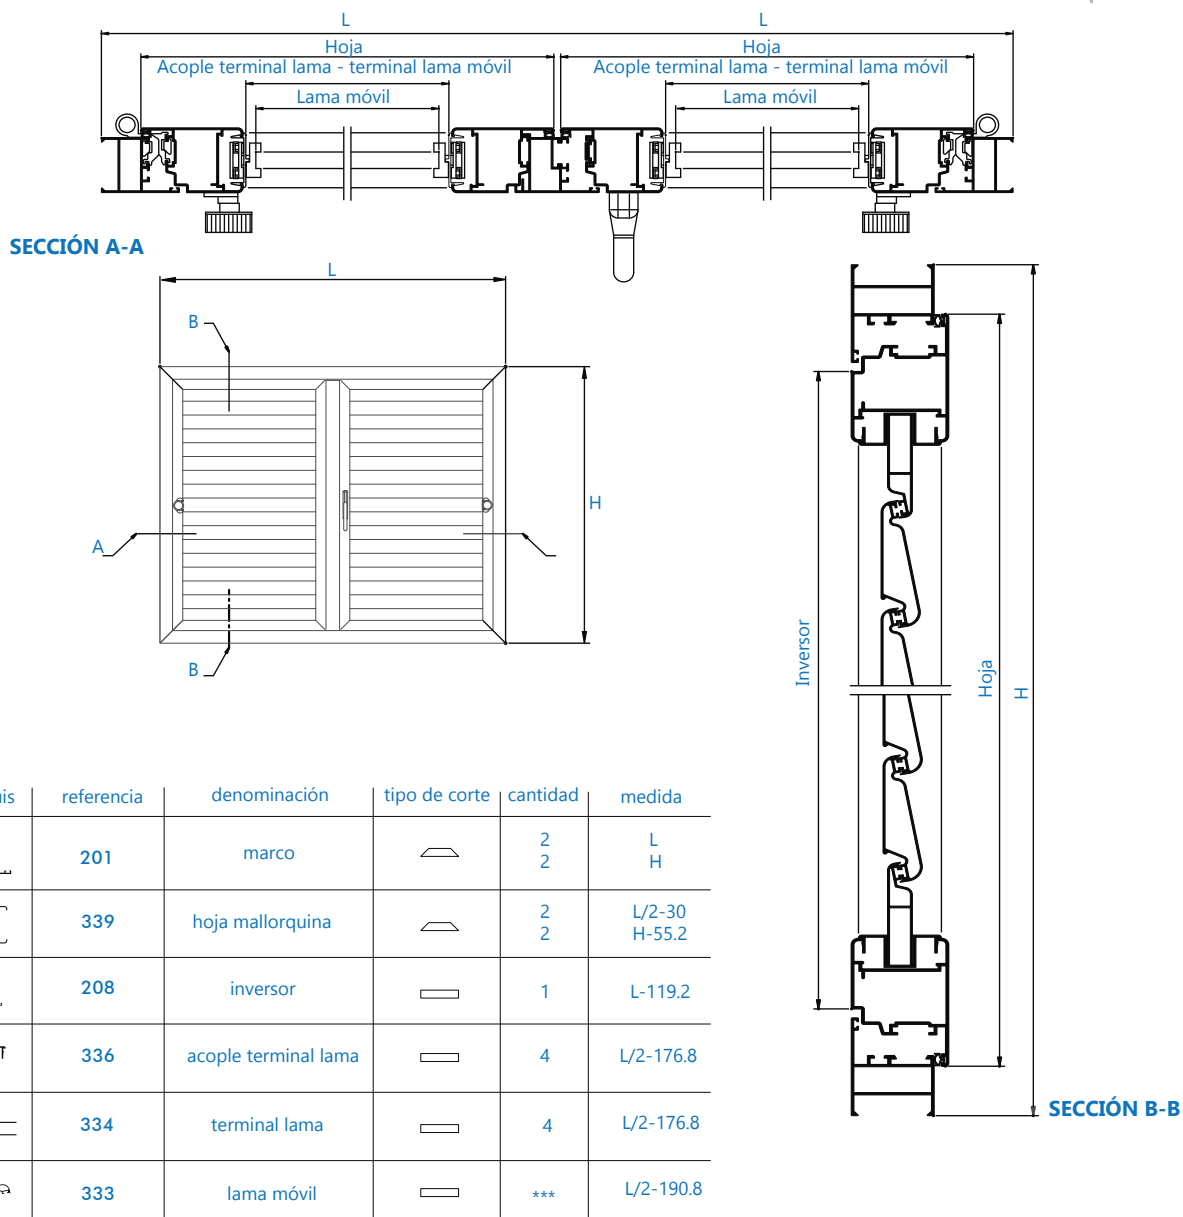 L L
Hoja Hoja
Acople terminal lama - terminal lama móvil Acople terminal lama - terminal lama móvil
Lama móvil Lama móvil
SECCIÓN A-A
L
B
H
A
B
Inversor
Hoja
H
SECCIÓN B-B
is referencia denominación tipo de corte cantidad medida
201 marco 2 L
2 H
339 hoja mallorquina 2 L/2-30
2 H-55.2
208 inversor 1 L-119.2
336 acople terminal lama 4 L/2-176.8
334 terminal lama 4 L/2-176.8
333 lama móvil *** L/2-190.8